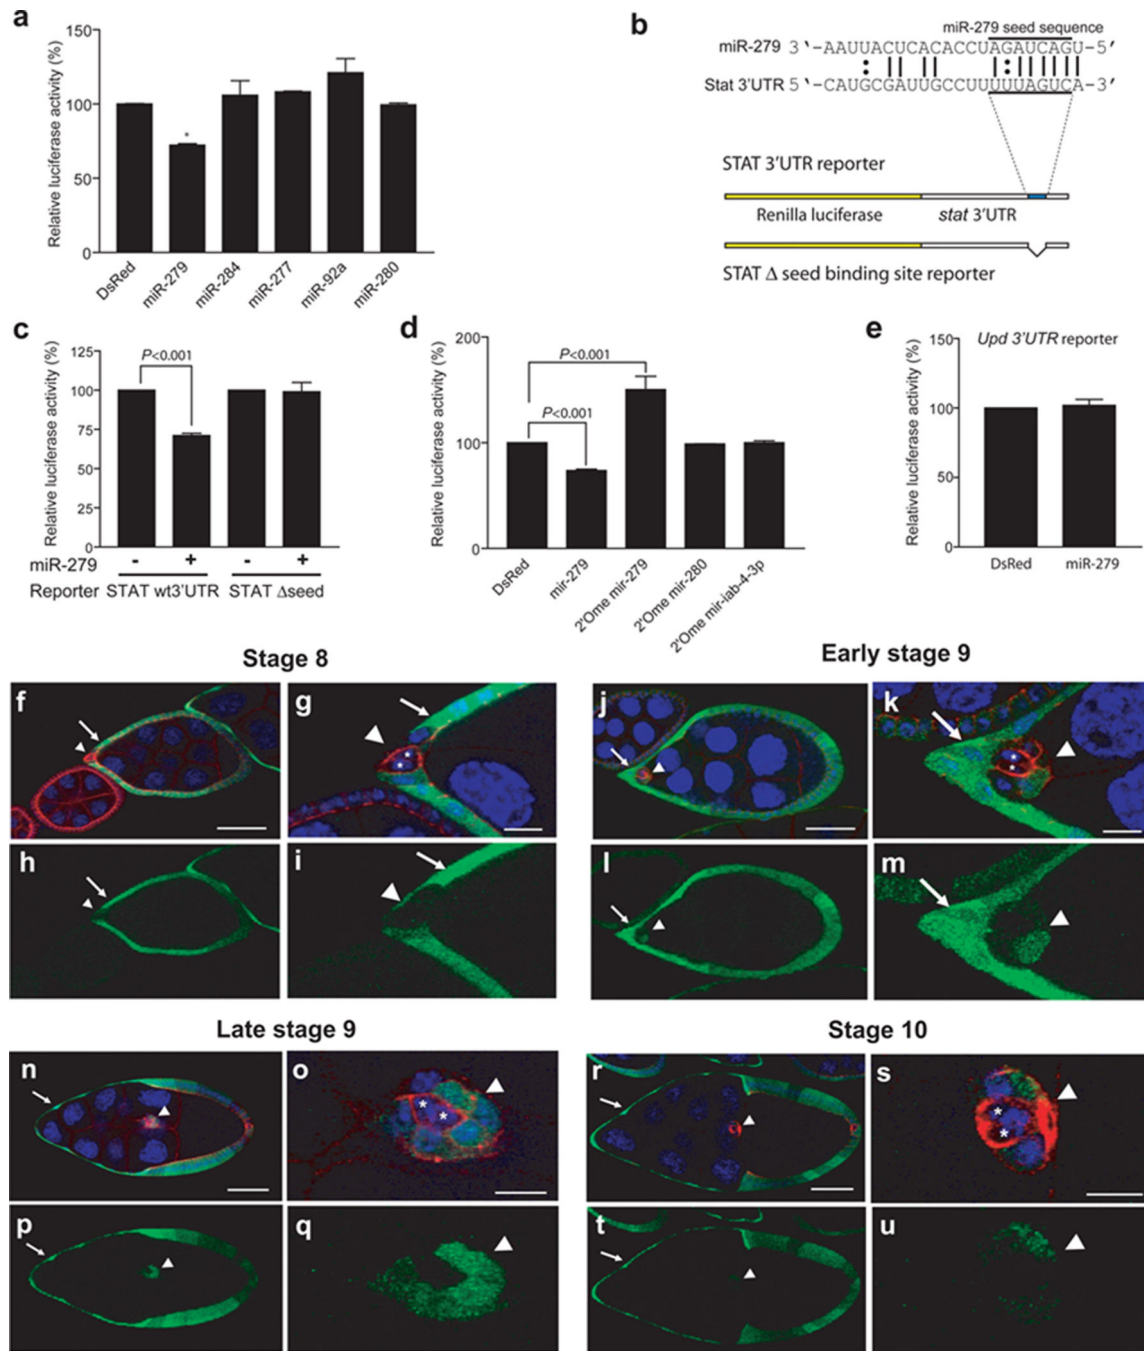 a
Relative luciferase activity (%)
150
100
50
0
DsRed
miR-279
miR-284
miR-277
miR-92a
miR-280
*
b
miR-279 seed sequence
miR-279 3'-AAUUACUCACACCUAGAUCAGU-5'
Stat 3'UTR 5'-CAUGCGAUUGCCUUUUUUAGUCA-3'
STAT 3'UTR reporter
Renilla luciferase
stat 3'UTR
STAT Δ seed binding site reporter
c
Relative luciferase activity (%)
125
100
75
50
25
0
P<0.001
miR-279 - + - +
Reporter STAT wt3'UTR STAT Δseed
d
Relative luciferase activity (%)
200
100
0
P<0.001
P<0.001
DsRed
mir-279
2'Ome mir-279
2'Ome mir-280
2'Ome mir-iab-4-3p
e
Upd 3'UTR reporter
Relative luciferase activity (%)
150
100
50
0
DsRed
miR-279
Stage 8
Early stage 9
f
g
* *
j
k
* *
h
i
l
m
Late stage 9
Stage 10
n
o
* *
r
s
* *
p
q
t
u